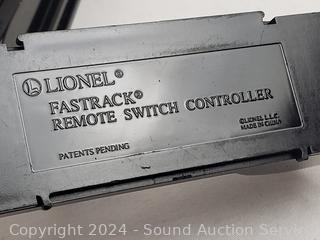 LIONEL®
FASTRACK®
REMOTE SWITCH CONTROLLER
©LIONEL L.L.C.
MADE IN CHINA
PATENTS PENDING
Copyright 2024 - Sound Auction Service